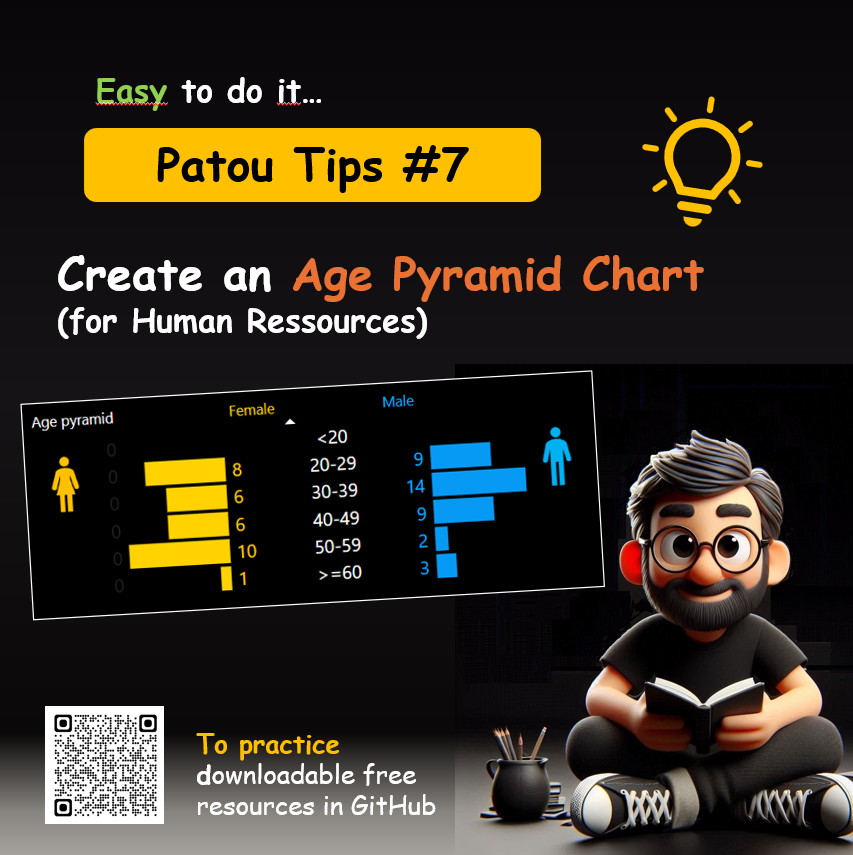 Easy to do it...
Patou Tips #7
Create an Age Pyramid Chart
(for Human Ressources)
Age pyramid Female Male
0 <20
0 8 20-29 9
0 6 30-39 14
0 6 40-49 9
0 10 50-59 2
0 1 >=60 3
To practice
downloadable free
resources in GitHub